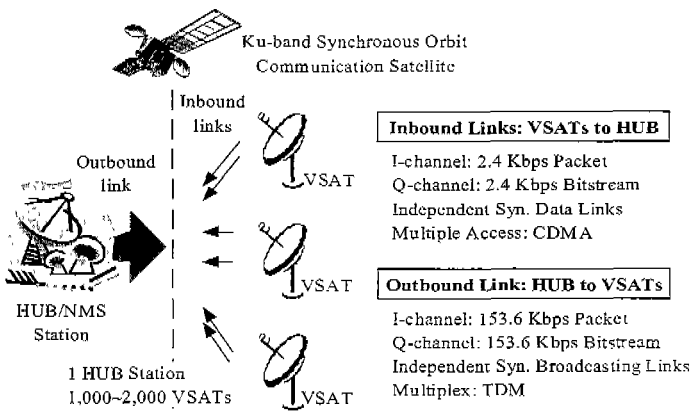 Ku-band Synchronous Orbit
Communication Satellite
Inbound
links
Outbound
link
VSAT
VSAT
VSAT
HUB/NMS
Station
1 HUB Station
1,000~2,000 VSATs
Inbound Links: VSATs to HUB
I-channel: 2.4 Kbps Packet
Q-channel: 2.4 Kbps Bitstream
Independent Syn. Data Links
Multiple Access: CDMA
Outbound Link: HUB to VSATs
I-channel: 153.6 Kbps Packet
Q-channel: 153.6 Kbps Bitstream
Independent Syn. Broadcasting Links
Multiplex: TDM